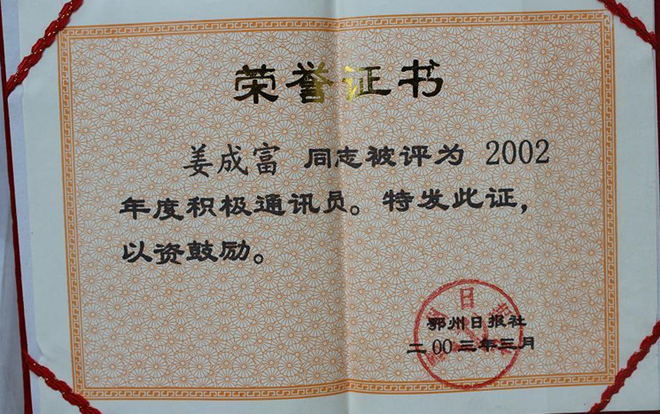 荣誉证书
姜成富 同志被评为 2002
年度积极通讯员。特发此证，
以资鼓励。
鄂州日报社
二00三年三月